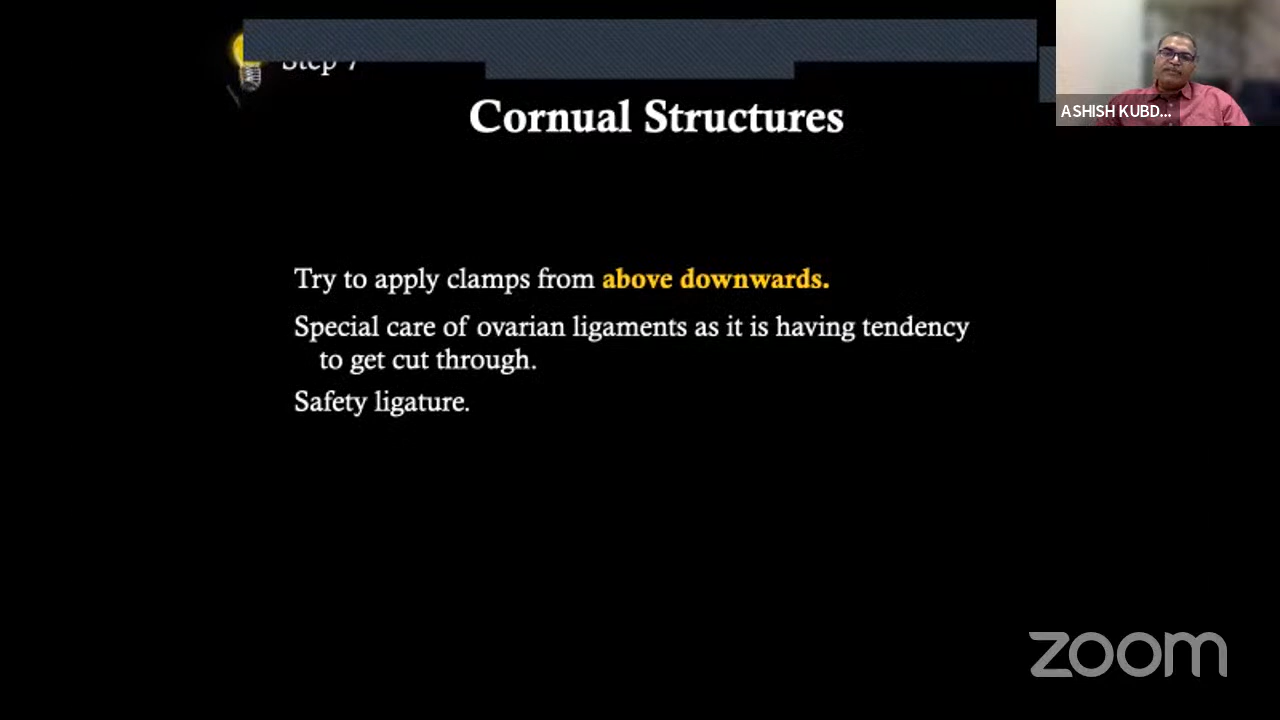 Step 7
ASHISH KUBD...
Cornual Structures
Try to apply clamps from above downwards.
Special care of ovarian ligaments as it is having tendency
to get cut through.
Safety ligature.
zoom